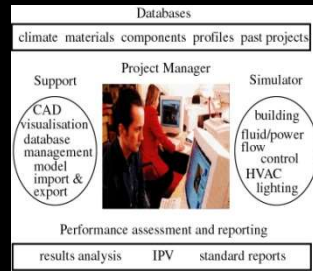 Databases
climate materials components profiles past projects
Project Manager
Support
CAD
visualisation
database
management
model
import &
export
Simulator
building
fluid/power
flow
control
HVAC
lighting
Performance assessment and reporting
results analysis IPV standard reports